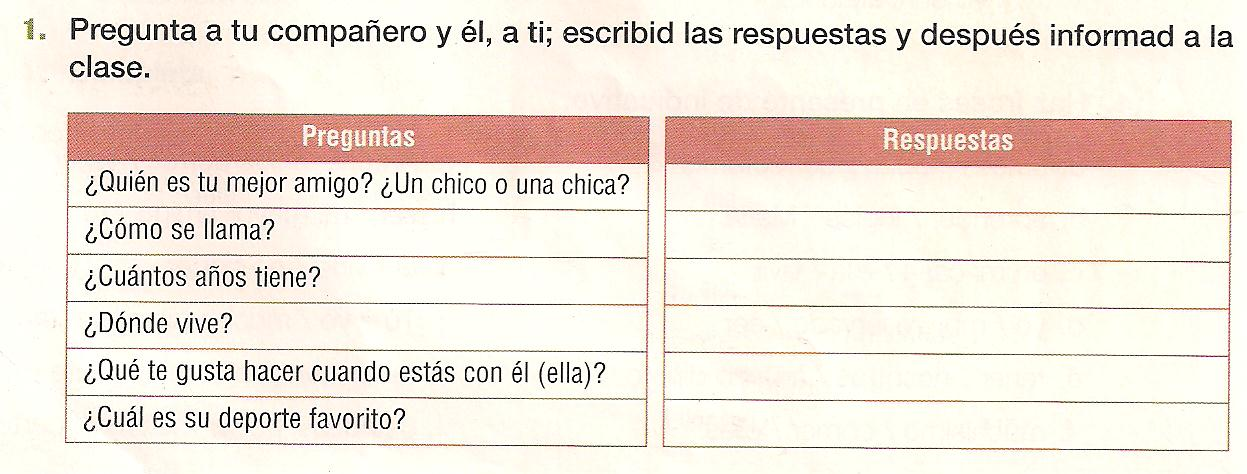 1. Pregunta a tu compañero y él, a ti; escribid las respuestas y después informad a la
clase.
Preguntas
Respuestas
¿Quién es tu mejor amigo? ¿Un chico o una chica?
¿Cómo se llama?
¿Cuántos años tiene?
¿Dónde vive?
¿Qué te gusta hacer cuando estás con él (ella)?
¿Cuál es su deporte favorito?